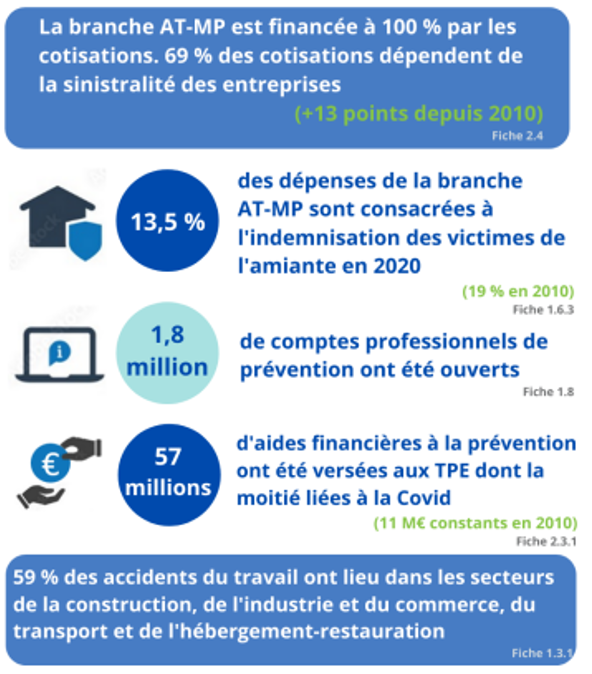 La branche AT-MP est financée à 100 % par les
cotisations. 69 % des cotisations dépendent de
la sinistralité des entreprises
(+13 points depuis 2010)
Fiche 2.4
13,5 %
des dépenses de la branche
AT-MP sont consacrées à
l'indemnisation des victimes de
l'amiante en 2020
(19 % en 2010)
Fiche 1.6.3
1,8
million
de comptes professionnels de
prévention ont été ouverts
Fiche 1.8
57
millions
d'aides financières à la prévention
ont été versées aux TPE dont la
moitié liées à la Covid
(11 M€ constants en 2010)
Fiche 2.3.1
59 % des accidents du travail ont lieu dans les secteurs
de la construction, de l'industrie et du commerce, du
transport et de l'hébergement-restauration
Fiche 1.3.1